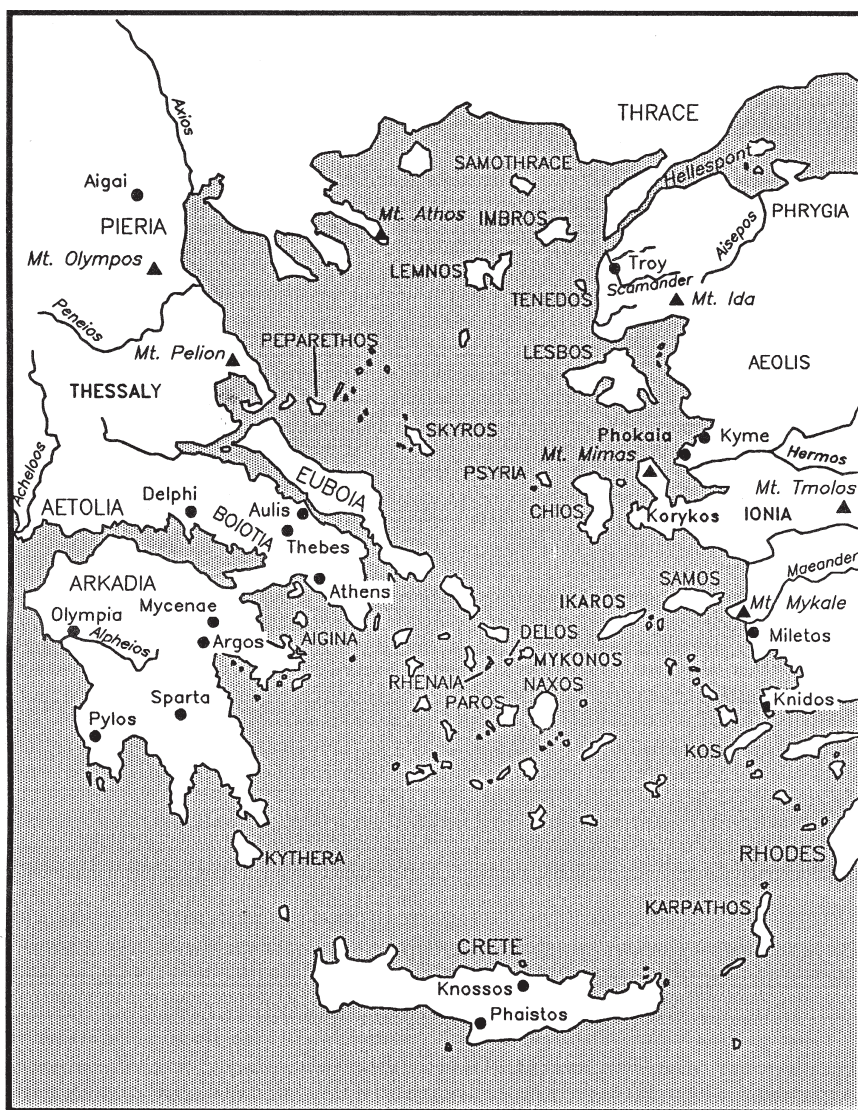 THRACE
Axios
Hellespont
SAMOTHRACE
Aigai
PHRYGIA
Mt. Athos
IMBROS
PIERIA
Aisepos
Mt. Olympos
LEMNOS
Troy
Scamander
TENEDOS
Mt. Ida
Peneios
PEPARETHOS
Mt. Pelion
LESBOS
AEOLIS
THESSALY
SKYROS
Phokaia
Kyme
Mt. Mimas
Hermos
Acheloos
PSYRIA
EUBOIA
Mt. Tmolos
Delphi
Aulis
AETOLIA
BOIOTIA
CHIOS
Korykos
IONIA
Thebes
Maeander
ARKADIA
Athens
SAMOS
Mycenae
IKAROS
Mt. Mykale
Olympia
Alpheios
Argos
AIGINA
DELOS
Miletos
MYKONOS
RHENAIA
NAXOS
Sparta
PAROS
Knidos
Pylos
KOS
KYTHERA
RHODES
KARPATHOS
CRETE
Knossos
Phaistos